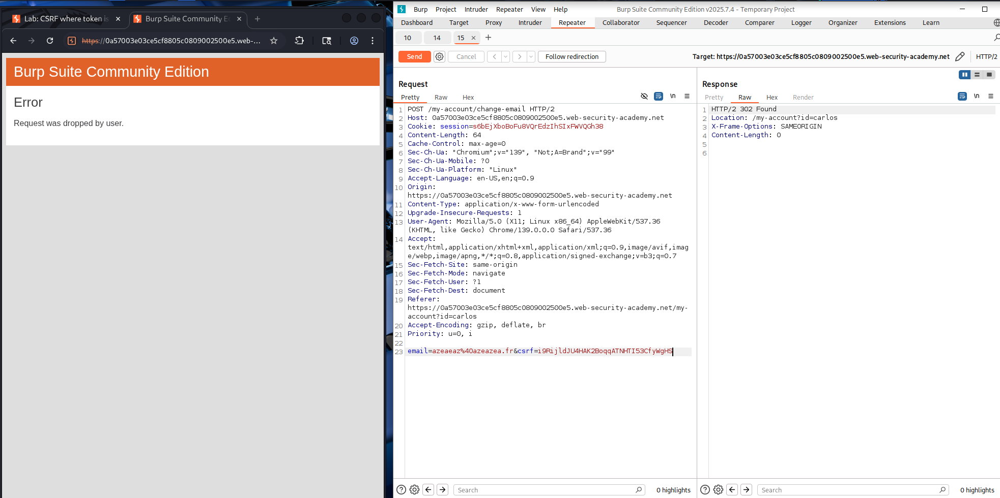 Lab: CSRF where token is
Burp Suite Community Ec
https://0a57003e03ce5cf8805c0809002500e5.web-...
Burp Suite Community Edition
Error
Request was dropped by user.
Burp Project Intruder Repeater View Help
Burp Suite Community Edition v2025.7.4 - Temporary Project
Dashboard Target Proxy Intruder Repeater Collaborator Sequencer Decoder Comparer Logger Organizer Extensions Learn
10 14 15
Send Cancel Follow redirection
Target: https://0a57003e03ce5cf8805c0809002500e5.web-security-academy.net HTTP/2
Request
Pretty Raw Hex \n
1 POST /my-account/change-email HTTP/2
2 Host: 0a57003e03ce5cf8805c0809002500e5.web-security-academy.net
3 Cookie: session=s6bEjXboBoFu8VQrEdzIhSIxFWVQGh38
4 Content-Length: 64
5 Cache-Control: max-age=0
6 Sec-Ch-Ua: "Chromium";v="139", "Not;A=Brand";v="99"
7 Sec-Ch-Ua-Mobile: ?0
8 Sec-Ch-Ua-Platform: "Linux"
9 Accept-Language: en-US,en;q=0.9
10 Origin:
https://0a57003e03ce5cf8805c0809002500e5.web-security-academy.net
11 Content-Type: application/x-www-form-urlencoded
12 Upgrade-Insecure-Requests: 1
13 User-Agent: Mozilla/5.0 (X11; Linux x86_64) AppleWebKit/537.36
(KHTML, like Gecko) Chrome/139.0.0.0 Safari/537.36
14 Accept:
text/html,application/xhtml+xml,application/xml;q=0.9,image/avif,imag
e/webp,image/apng,*/*;q=0.8,application/signed-exchange;v=b3;q=0.7
15 Sec-Fetch-Site: same-origin
16 Sec-Fetch-Mode: navigate
17 Sec-Fetch-User: ?1
18 Sec-Fetch-Dest: document
19 Referer:
https://0a57003e03ce5cf8805c0809002500e5.web-security-academy.net/my-
account?id=carlos
20 Accept-Encoding: gzip, deflate, br
21 Priority: u=0, i
22
23 email=azeaeaz%40azeazea.fr&csrf=i9RijldJU4HAK2BoqqATNHTI53CfyWgHS
Search 0 highlights
Response
Pretty Raw Hex Render \n
1 HTTP/2 302 Found
2 Location: /my-account?id=carlos
3 X-Frame-Options: SAMEORIGIN
4 Content-Length: 0
5
6
Search 0 highlights